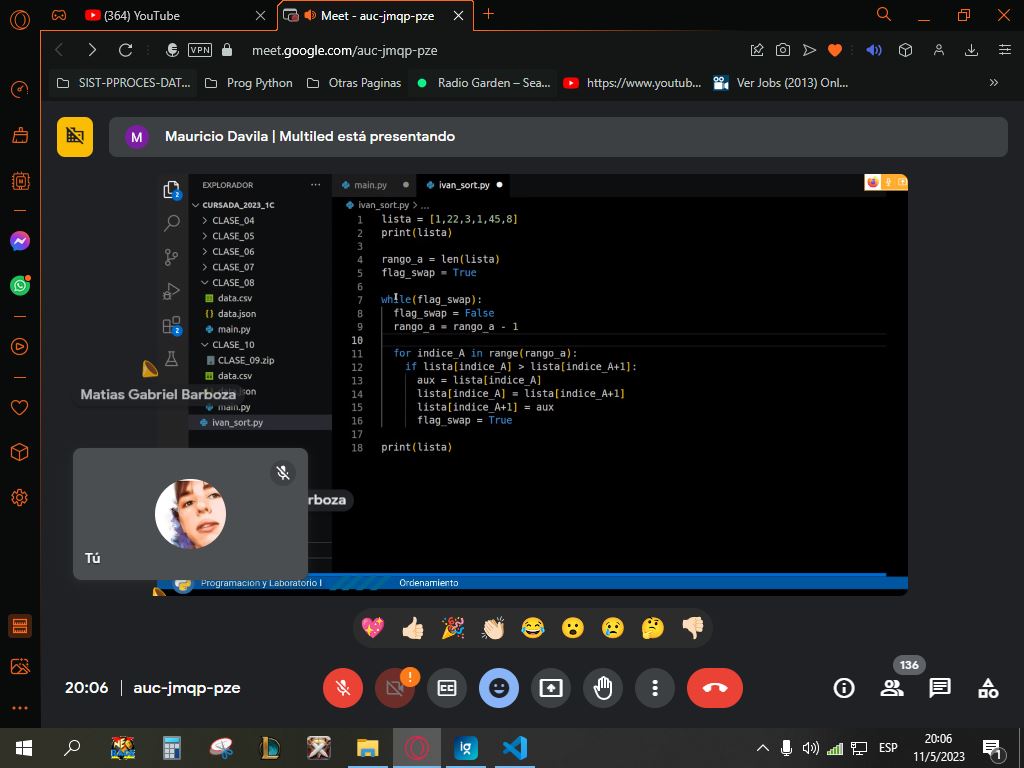 (364) YouTube
Meet - auc-jmqp-pze
VPN
meet.google.com/auc-jmqp-pze
SIST-PPROCES-DAT...
Prog Python
Otras Paginas
Radio Garden – Sea...
https://www.youtub...
Ver Jobs (2013) Onl...
»
M
Mauricio Davila | Multiled está presentando
EXPLORADOR
CURSADA_2023_1C
CLASE_04
CLASE_05
CLASE_06
CLASE_07
CLASE_08
data.csv
data.json
main.py
CLASE_10
CLASE_09.zip
data.csv
main.py
ivan_sort.py
2
2
main.py
ivan_sort.py
ivan_sort.py > ...
1 lista = [1,22,3,1,45,8]
2 print(lista)
3
4 rango_a = len(lista)
5 flag_swap = True
6
7 while(flag_swap):
8 flag_swap = False
9 rango_a = rango_a - 1
10
11 for indice_A in range(rango_a):
12 if lista[indice_A] > lista[indice_A+1]:
13 aux = lista[indice_A]
14 lista[indice_A] = lista[indice_A+1]
15 lista[indice_A+1] = aux
16 flag_swap = True
17
18 print(lista)
Matias Gabriel Barboza
rboza
Tú
Programación y Laboratorio I
Ordenamiento
20:06 | auc-jmqp-pze
!
CC
136
ig
ESP
20:06
11/5/2023
1